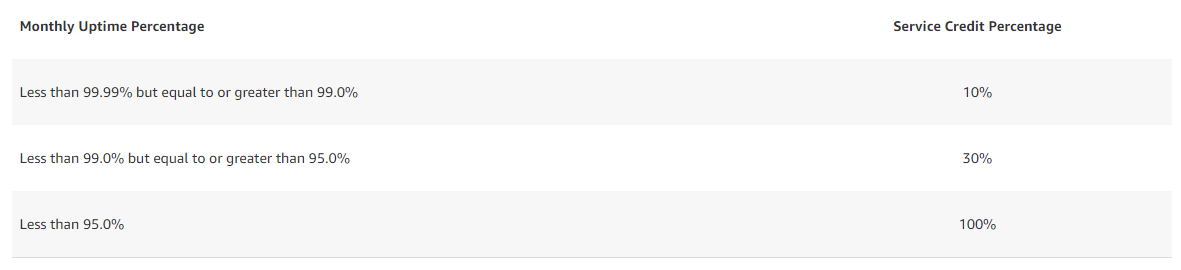 Monthly Uptime Percentage Service Credit Percentage
Less than 99.99% but equal to or greater than 99.0% 10%
Less than 99.0% but equal to or greater than 95.0% 30%
Less than 95.0% 100%